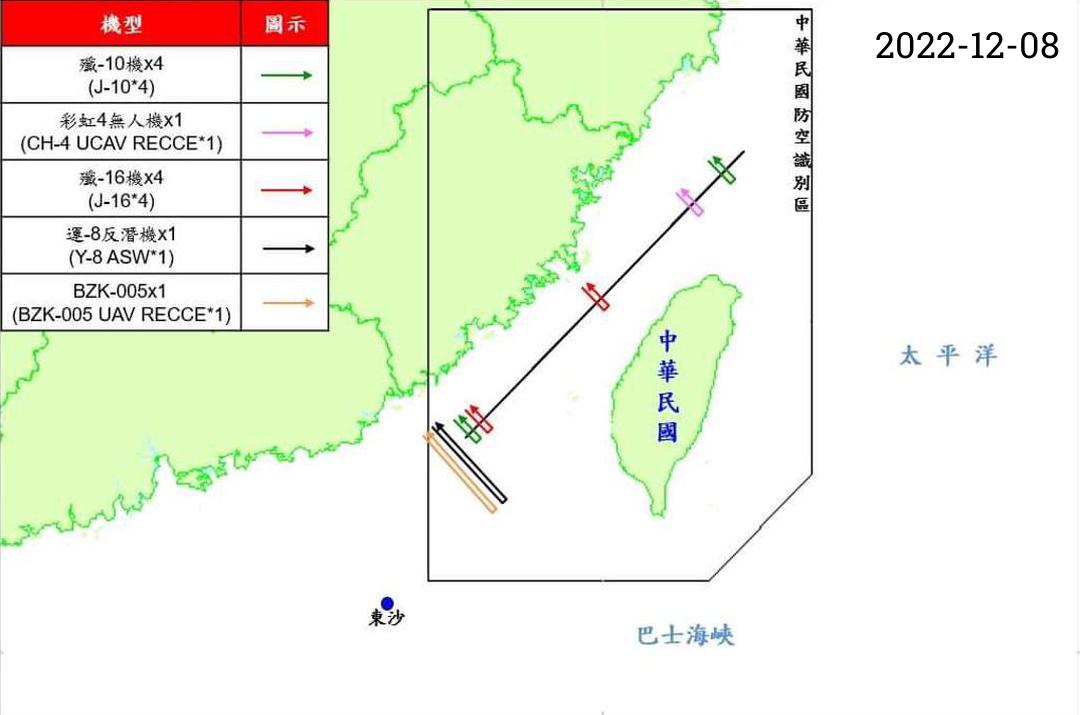 機型 圖示
殲-10機x4
(J-10*4)
彩虹4無人機x1
(CH-4 UCAV RECCE*1)
殲-16機x4
(J-16*4)
運-8反潛機x1
(Y-8 ASW*1)
BZK-005x1
(BZK-005 UAV RECCE*1)
2022-12-08
中華民國防空識別區
中華民國
太平洋
東沙
巴士海峽